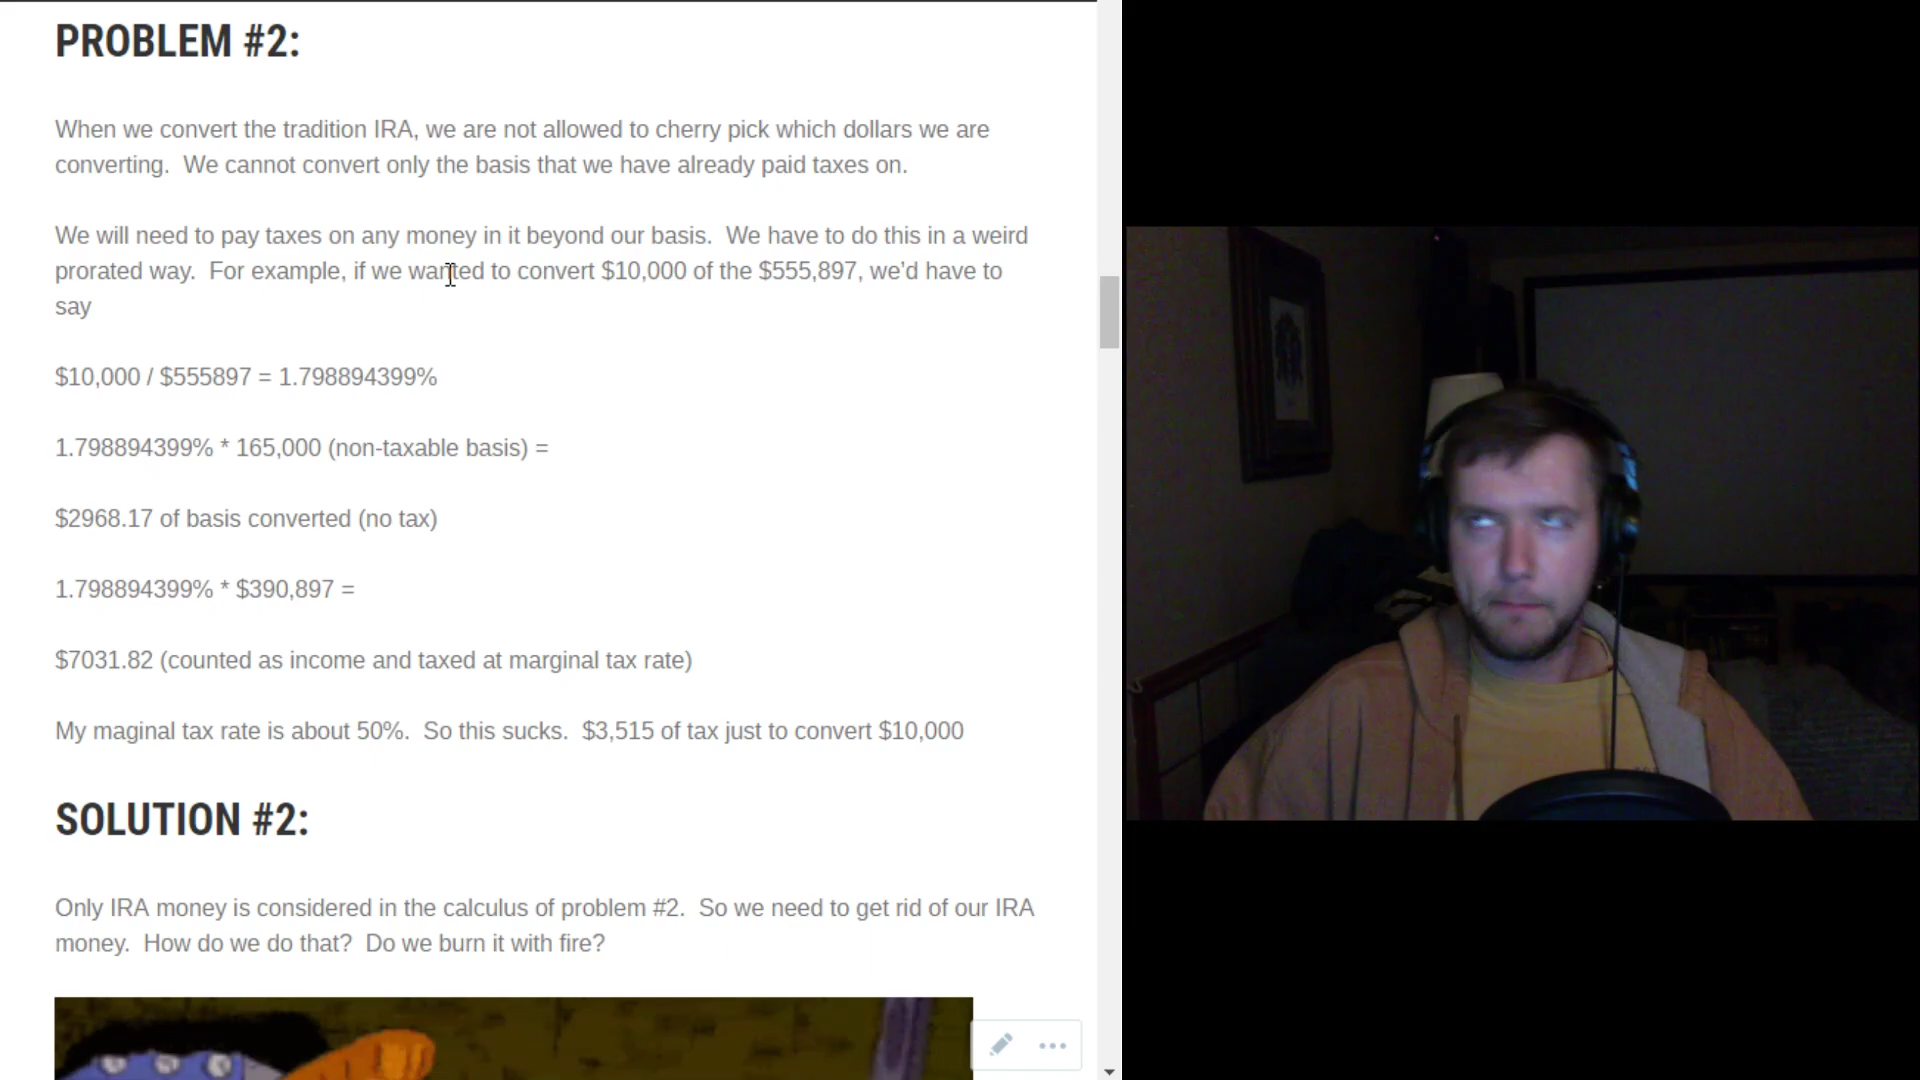 PROBLEM #2:
When we convert the tradition IRA, we are not allowed to cherry pick which dollars we are
converting. We cannot convert only the basis that we have already paid taxes on.
We will need to pay taxes on any money in it beyond our basis. We have to do this in a weird
prorated way. For example, if we wanted to convert $10,000 of the $555,897, we'd have to
say
$10,000 / $555897 = 1.798894399%
1.798894399% * 165,000 (non-taxable basis) =
$2968.17 of basis converted (no tax)
1.798894399% * $390,897 =
$7031.82 (counted as income and taxed at marginal tax rate)
My maginal tax rate is about 50%. So this sucks. $3,515 of tax just to convert $10,000
SOLUTION #2:
Only IRA money is considered in the calculus of problem #2. So we need to get rid of our IRA
money. How do we do that? Do we burn it with fire?